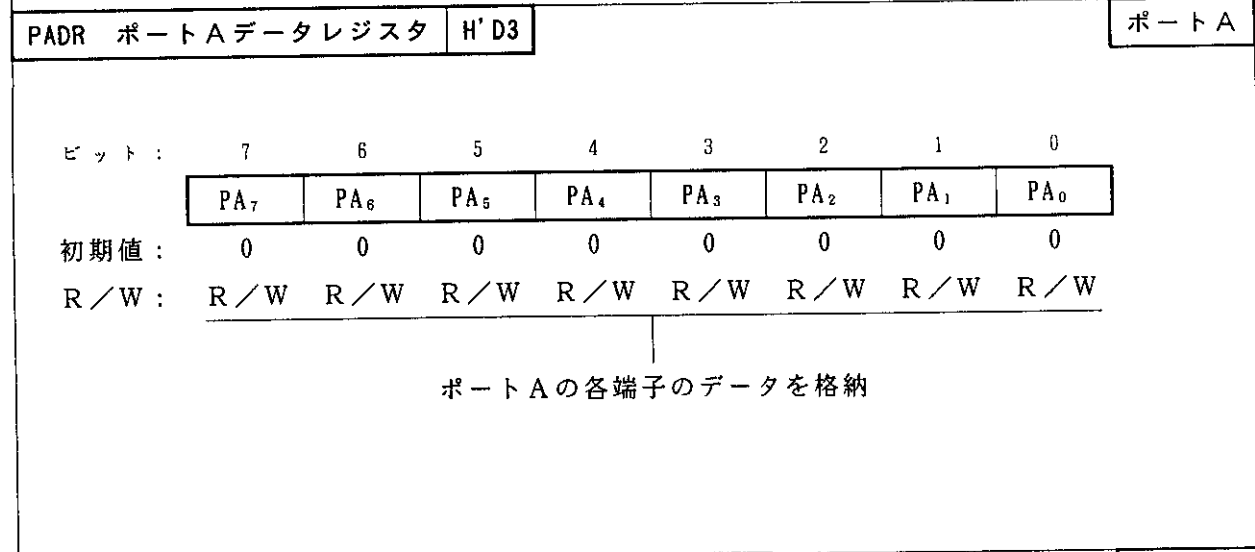 PADR ポートAデータレジスタ H'D3 ポートA
ビット： 7 6 5 4 3 2 1 0
PA₇ PA₆ PA₅ PA₄ PA₃ PA₂ PA₁ PA₀
初期値： 0 0 0 0 0 0 0 0
R／W： R／W R／W R／W R／W R／W R／W R／W R／W
ポートAの各端子のデータを格納